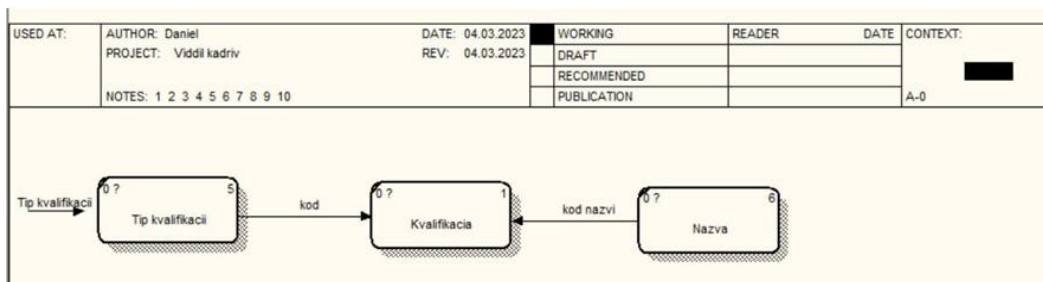 USED AT:
AUTHOR: Daniel
DATE: 04.03.2023
WORKING
READER
DATE
CONTEXT:
PROJECT: Viddil kadriv
REV: 04.03.2023
DRAFT
RECOMMENDED
NOTES: 1 2 3 4 5 6 7 8 9 10
PUBLICATION
A-0
Tip kvalifikacii
0 ?
5
Tip kvalifikacii
kod
0 ?
1
Kvalifikacia
kod nazvi
0 ?
6
Nazva